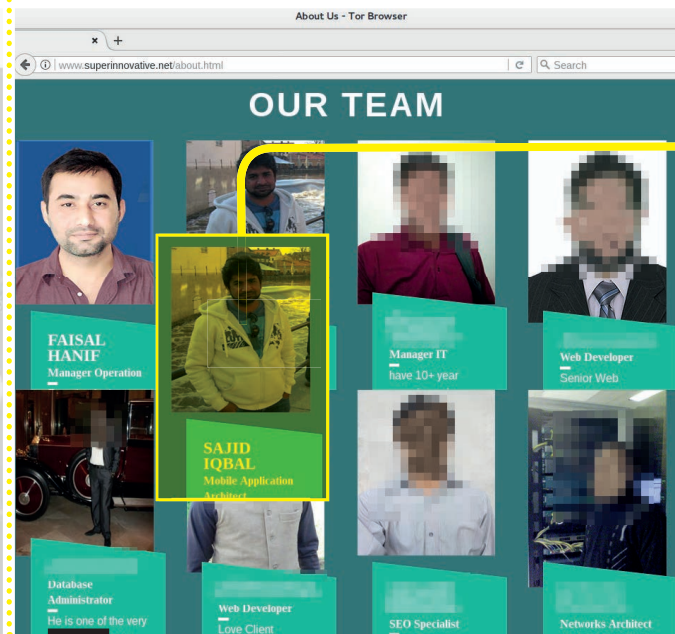 About Us - Tor Browser
www.superinnovative.net/about.html
Search
OUR TEAM
FAISAL
HANIF
Manager Operation
SAJID
IQBAL
Mobile Application
Architect
Manager IT
have 10+ year
Web Developer
Senior Web
Database
Administrator
He is one of the very
Web Developer
Love Client
SEO Specialist
Networks Architect